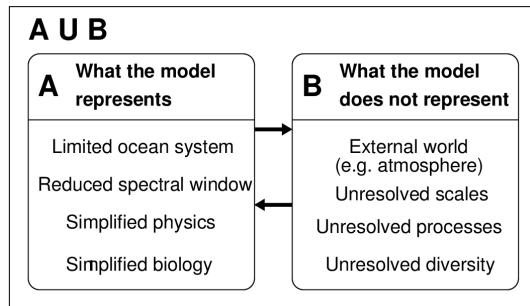 A U B
A
What the model
represents
Limited ocean system
Reduced spectral window
Simplified physics
Simplified biology
B
What the model
does not represent
External world
(e.g. atmosphere)
Unresolved scales
Unresolved processes
Unresolved diversity